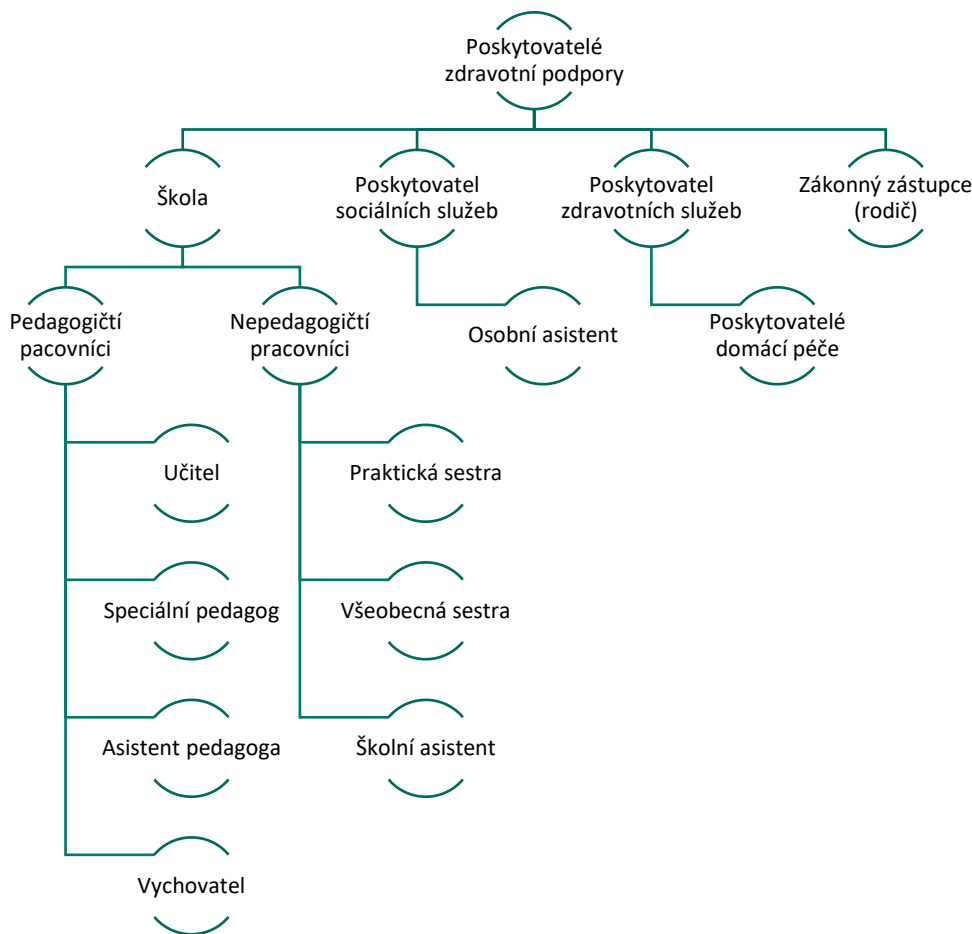 Poskytovatelé
zdravotní podpory
Škola
Poskytovatel
sociálních služeb
Poskytovatel
zdravotních služeb
Zákonný zástupce
(rodič)
Pedagogičtí
pacovníci
Nepedagogičtí
pracovníci
Osobní asistent
Poskytovatelé
domácí péče
Učitel
Praktická sestra
Speciální pedagog
Všeobecná sestra
Asistent pedagoga
Školní asistent
Vychovatel